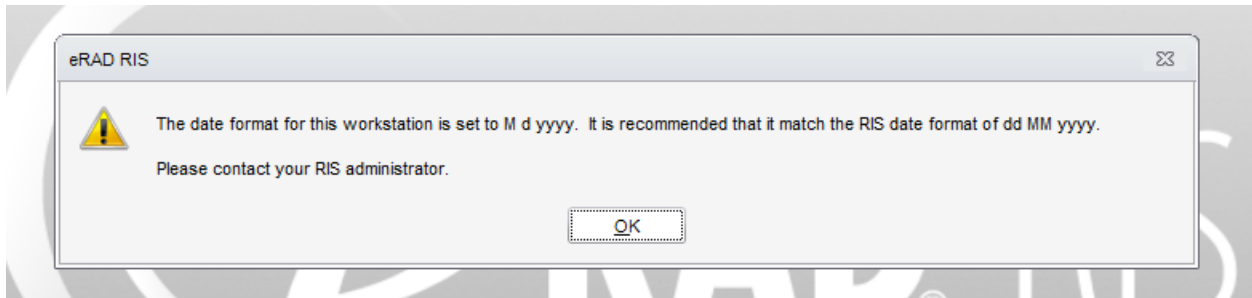 eRAD RIS
The date format for this workstation is set to M d yyyy. It is recommended that it match the RIS date format of dd MM yyyy.
Please contact your RIS administrator.
OK